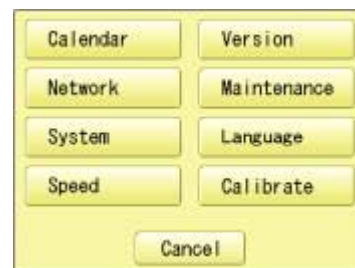 Calendar Version
Network Maintenance
System Language
Speed Calibrate
Cancel